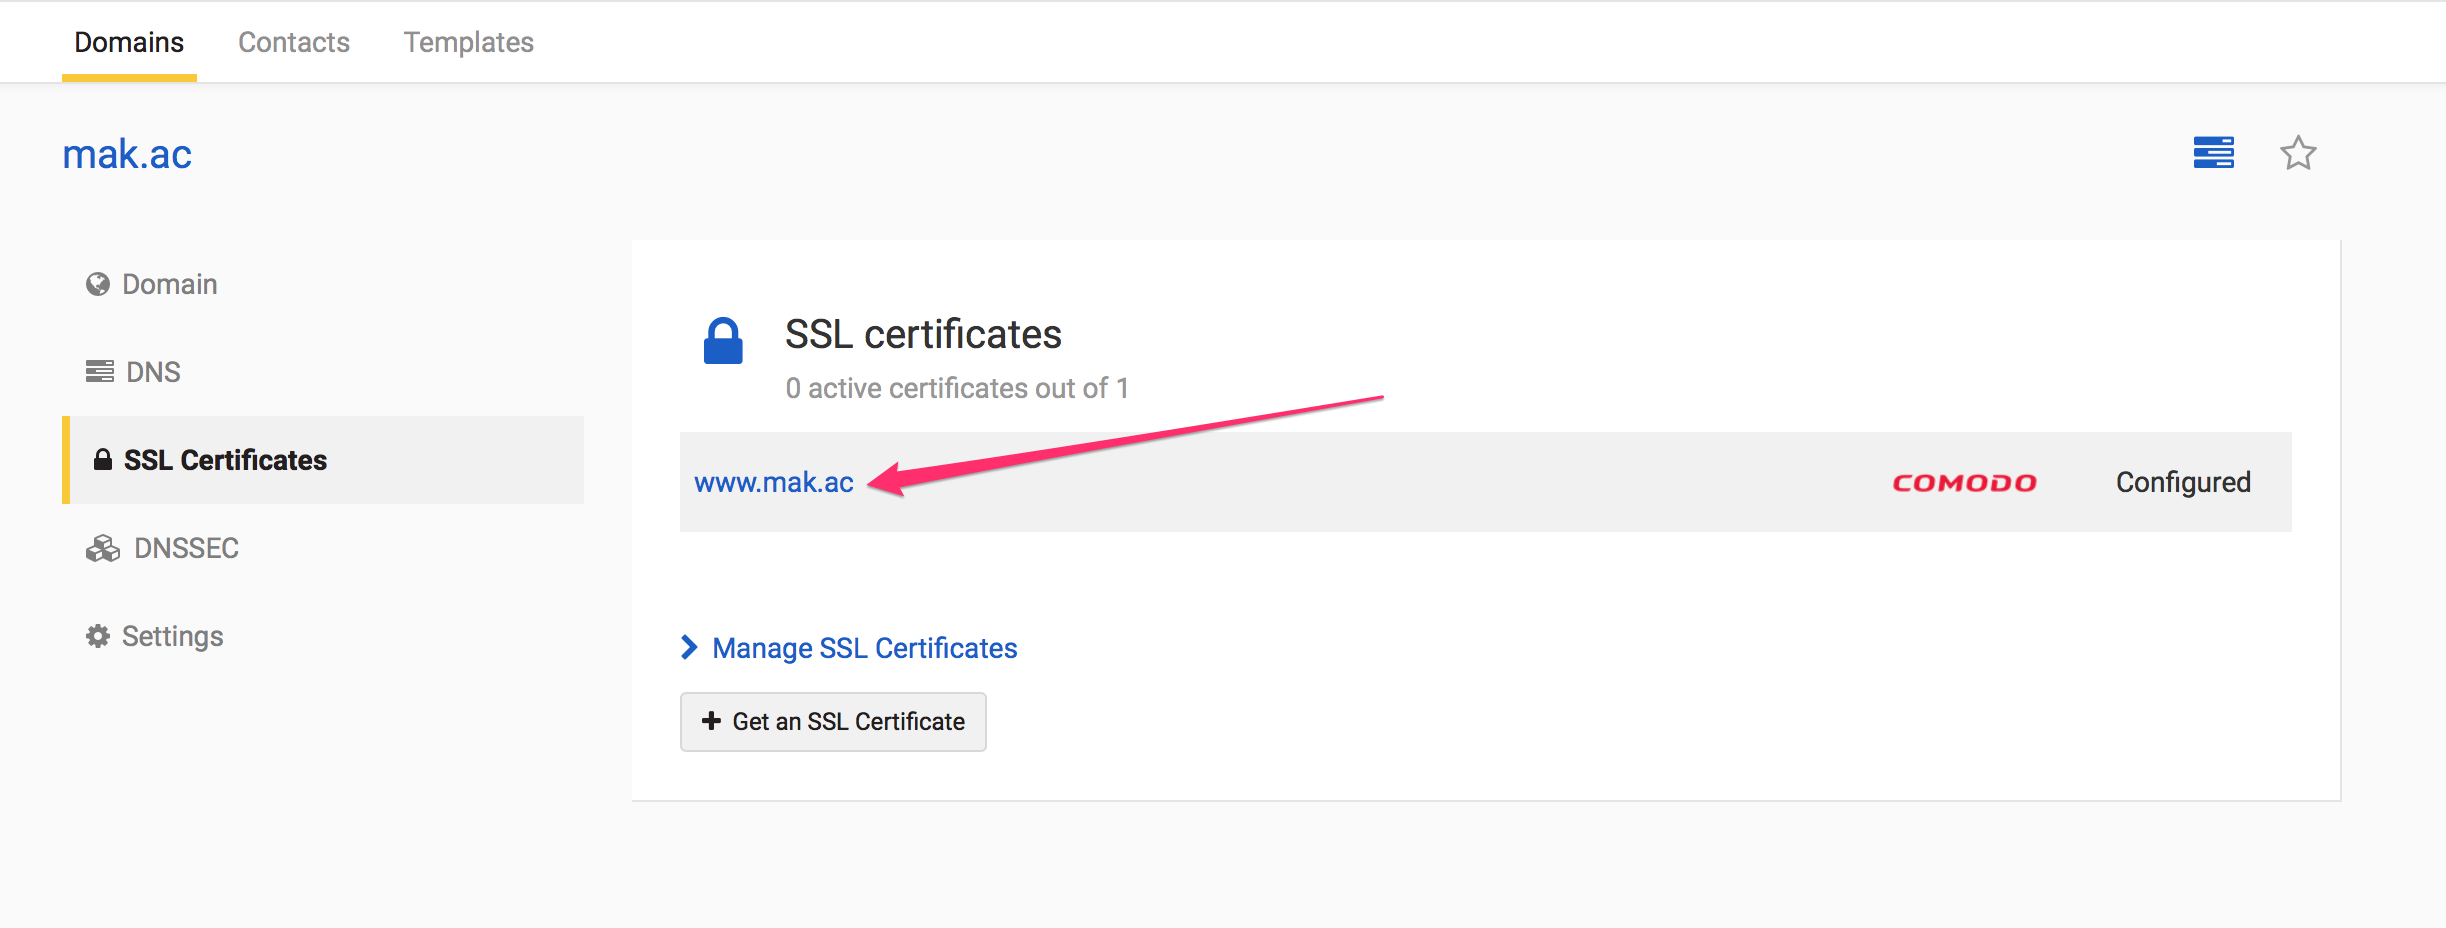 Domains Contacts Templates
mak.ac
Domain
DNS
SSL Certificates
DNSSEC
Settings
SSL certificates
0 active certificates out of 1
www.mak.ac COMODO Configured
Manage SSL Certificates
Get an SSL Certificate